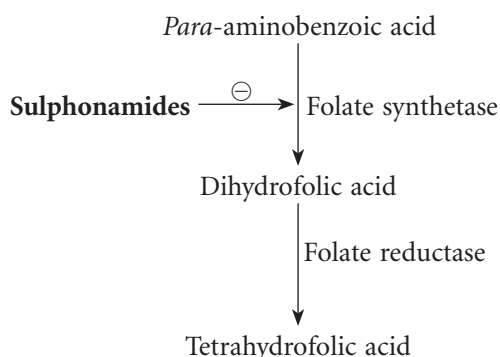 Para-aminobenzoic acid
⊖
Sulphonamides
Folate synthetase
Dihydrofolic acid
Folate reductase
Tetrahydrofolic acid